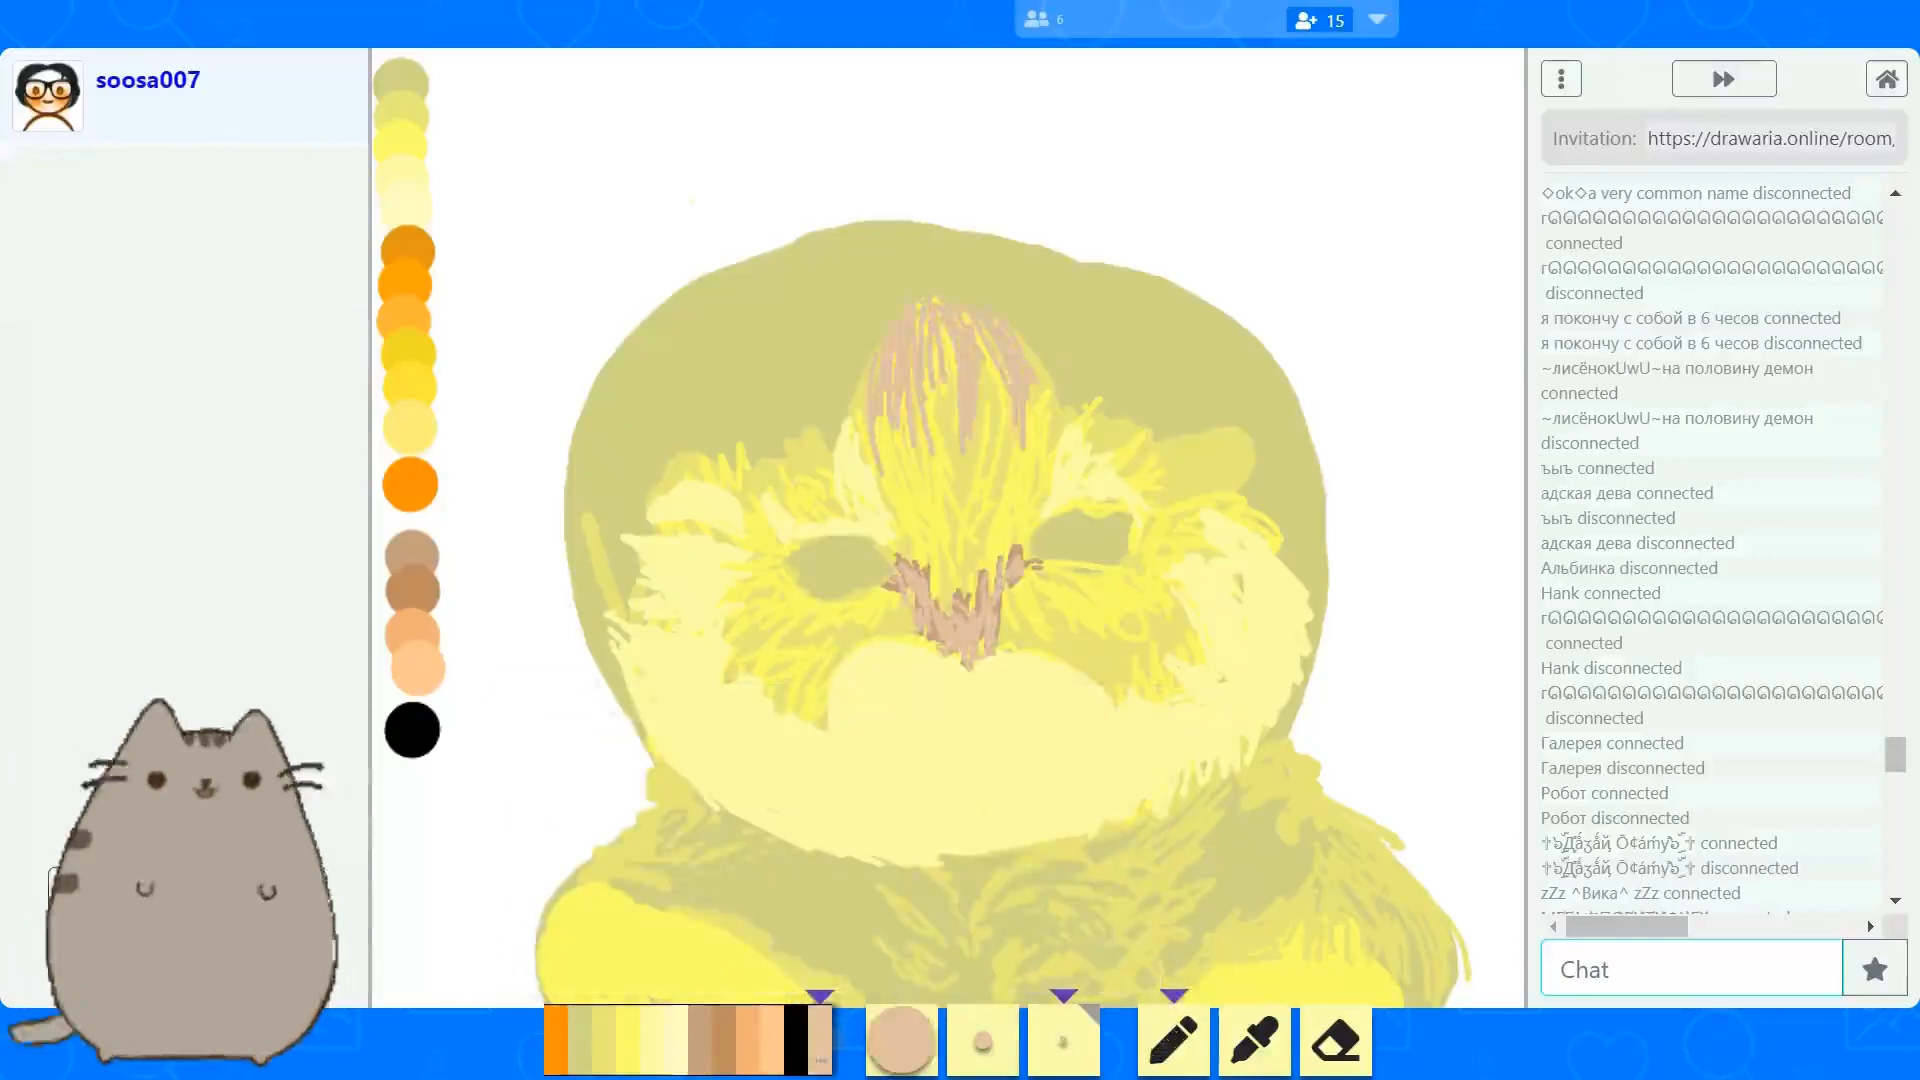 6
15
soosa007
Invitation: https://drawaria.online/room,
◇ok◇a very common name disconnected
connected
disconnected
я покончу с собой в 6 чесов connected
я покончу с собой в 6 чесов disconnected
~лисёнокUwU~на половину демон
connected
~лисёнокUwU~на половину демон
disconnected
ъыъ connected
адская дева connected
ъыъ disconnected
адская дева disconnected
Альбинка disconnected
Hank connected
connected
Hank disconnected
disconnected
Галерея connected
Галерея disconnected
Робот connected
Робот disconnected
connected
disconnected
zZz ^Вика^ zZz connected
Chat